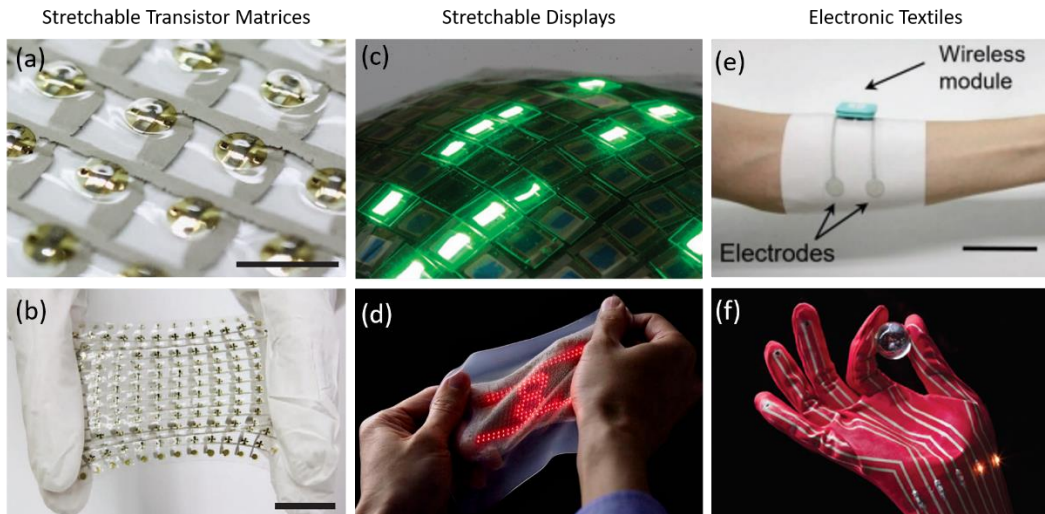 Stretchable Transistor Matrices
Stretchable Displays
Electronic Textiles
(a)
(c)
(e)
Wireless
module
Electrodes
(b)
(d)
(f)